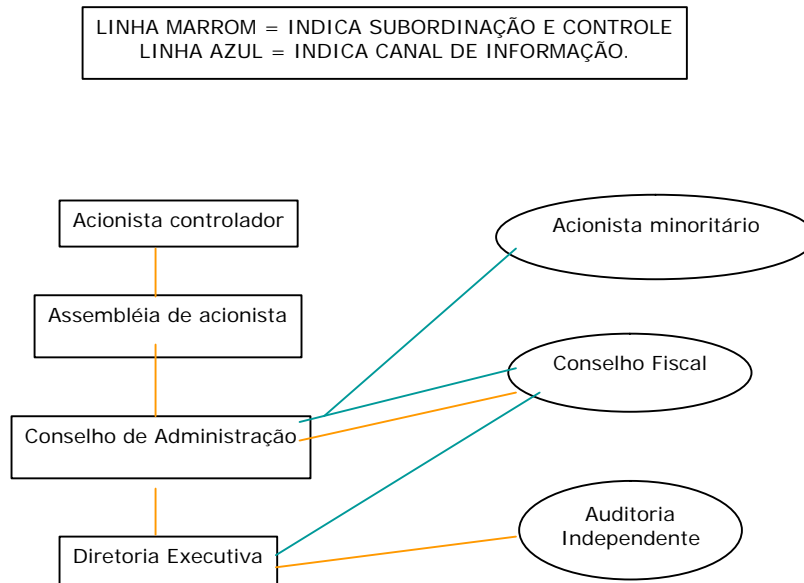 LINHA MARROM = INDICA SUBORDINAÇÃO E CONTROLE
LINHA AZUL = INDICA CANAL DE INFORMAÇÃO.
Acionista controlador
Acionista minoritário
Assembléia de acionista
Conselho Fiscal
Conselho de Administração
Auditoria
Independente
Diretoria Executiva